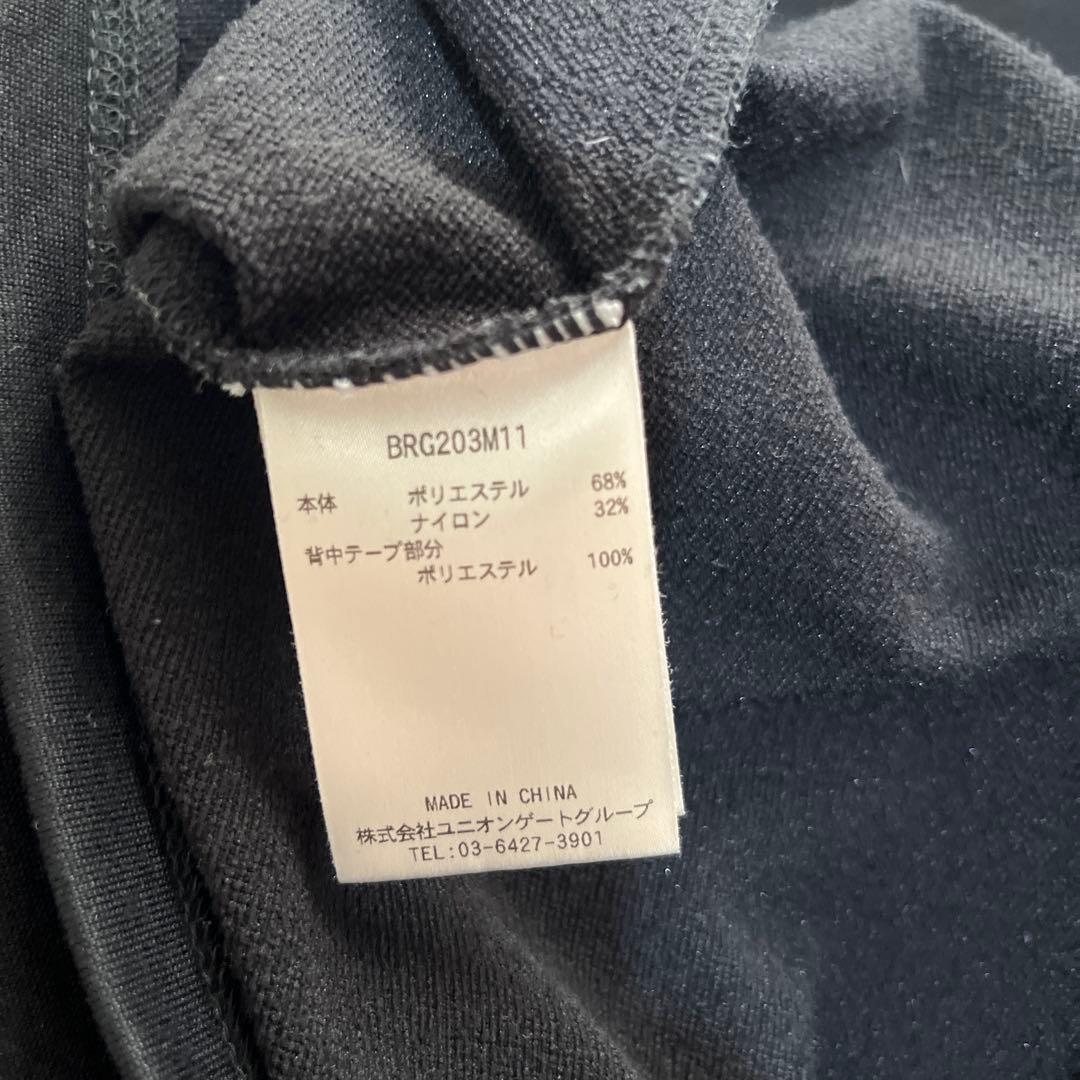 BRG203M11
本体 ポリエステル 68%
ナイロン 32%
背中テープ部分
ポリエステル 100%
MADE IN CHINA
株式会社ユニオンゲートグループ
TEL:03-6427-3901